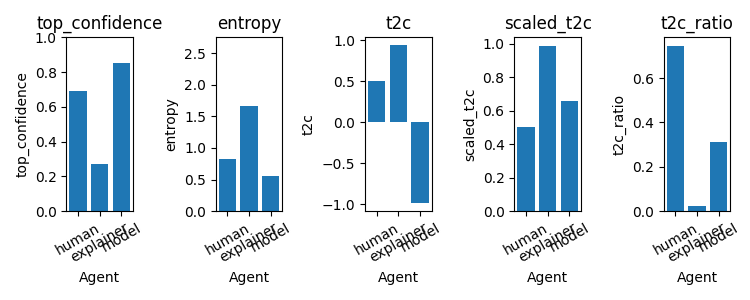 top_confidence
entropy
t2c
scaled_t2c
t2c_ratio
top_confidence
1.0
0.8
0.6
0.4
0.2
0.0
human
explainer
model
Agent
entropy
2.5
2.0
1.5
1.0
0.5
0.0
human
explainer
model
Agent
t2c
1.0
0.5
0.0
−0.5
−1.0
human
explainer
model
Agent
scaled_t2c
1.0
0.8
0.6
0.4
0.2
0.0
human
explainer
model
Agent
t2c_ratio
0.6
0.4
0.2
0.0
human
explainer
model
Agent